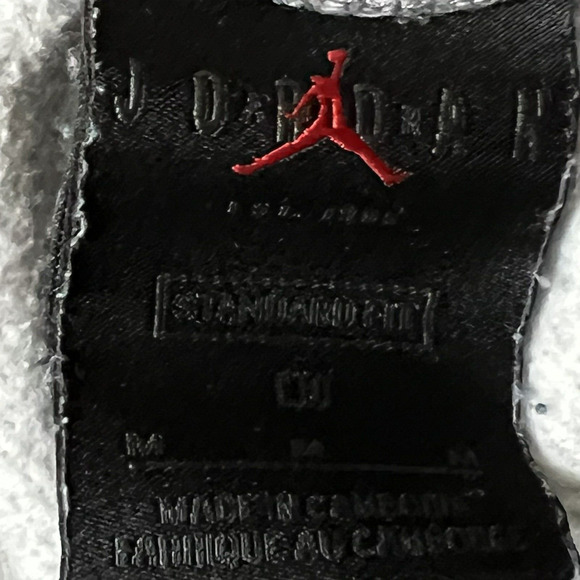 JORDAN
STANDARD FIT
M M M
MADE IN CAMBODIA
FABRIQUE AU CAMBODGE